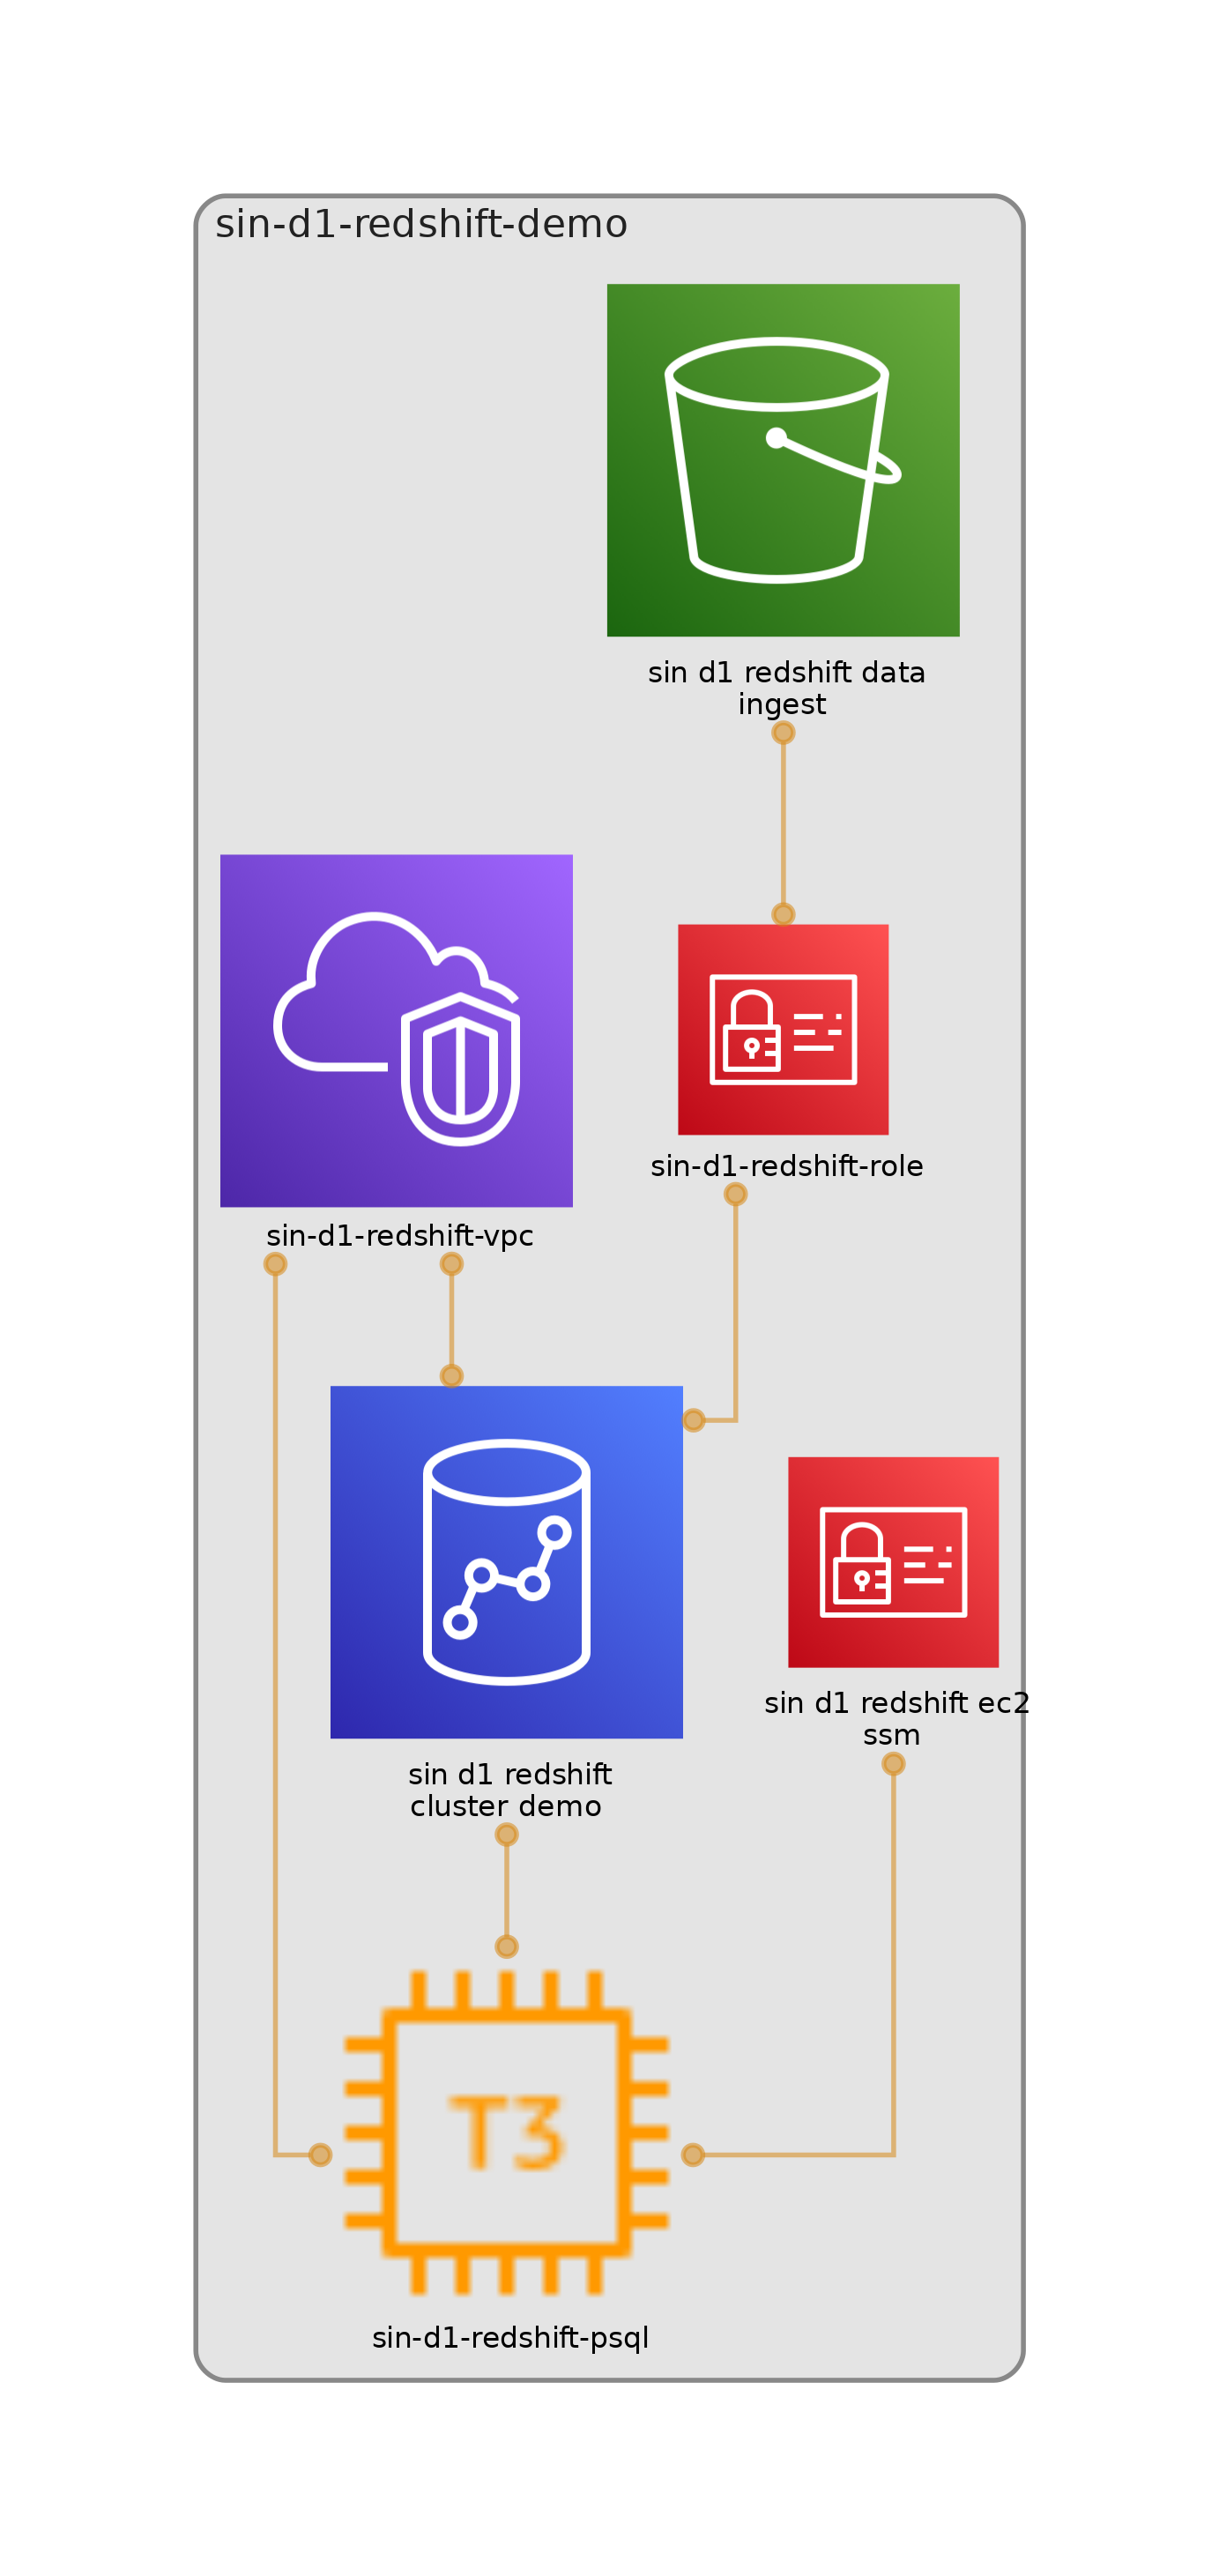 sin-d1-redshift-demo
sin d1 redshift data
ingest
sin-d1-redshift-vpc
sin-d1-redshift-role
sin d1 redshift
cluster demo
sin d1 redshift ec2
ssm
T3
sin-d1-redshift-psql